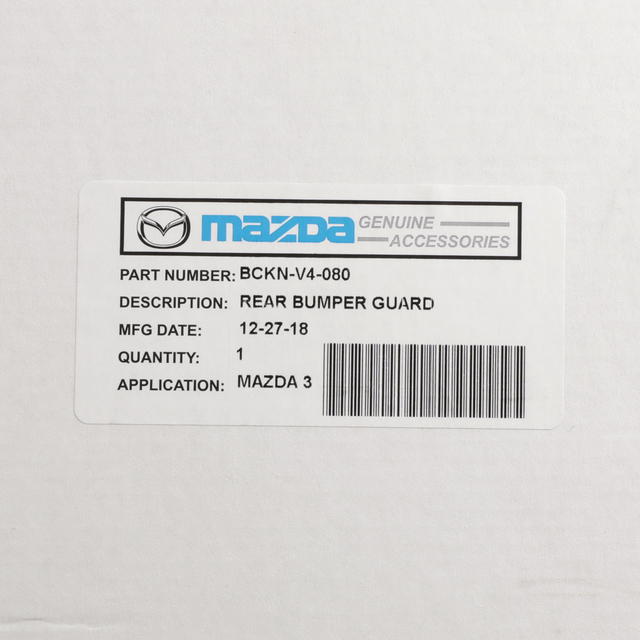 mazda GENUINE ACCESSORIES
PART NUMBER: BCKN-V4-080
DESCRIPTION: REAR BUMPER GUARD
MFG DATE: 12-27-18
QUANTITY: 1
APPLICATION: MAZDA 3